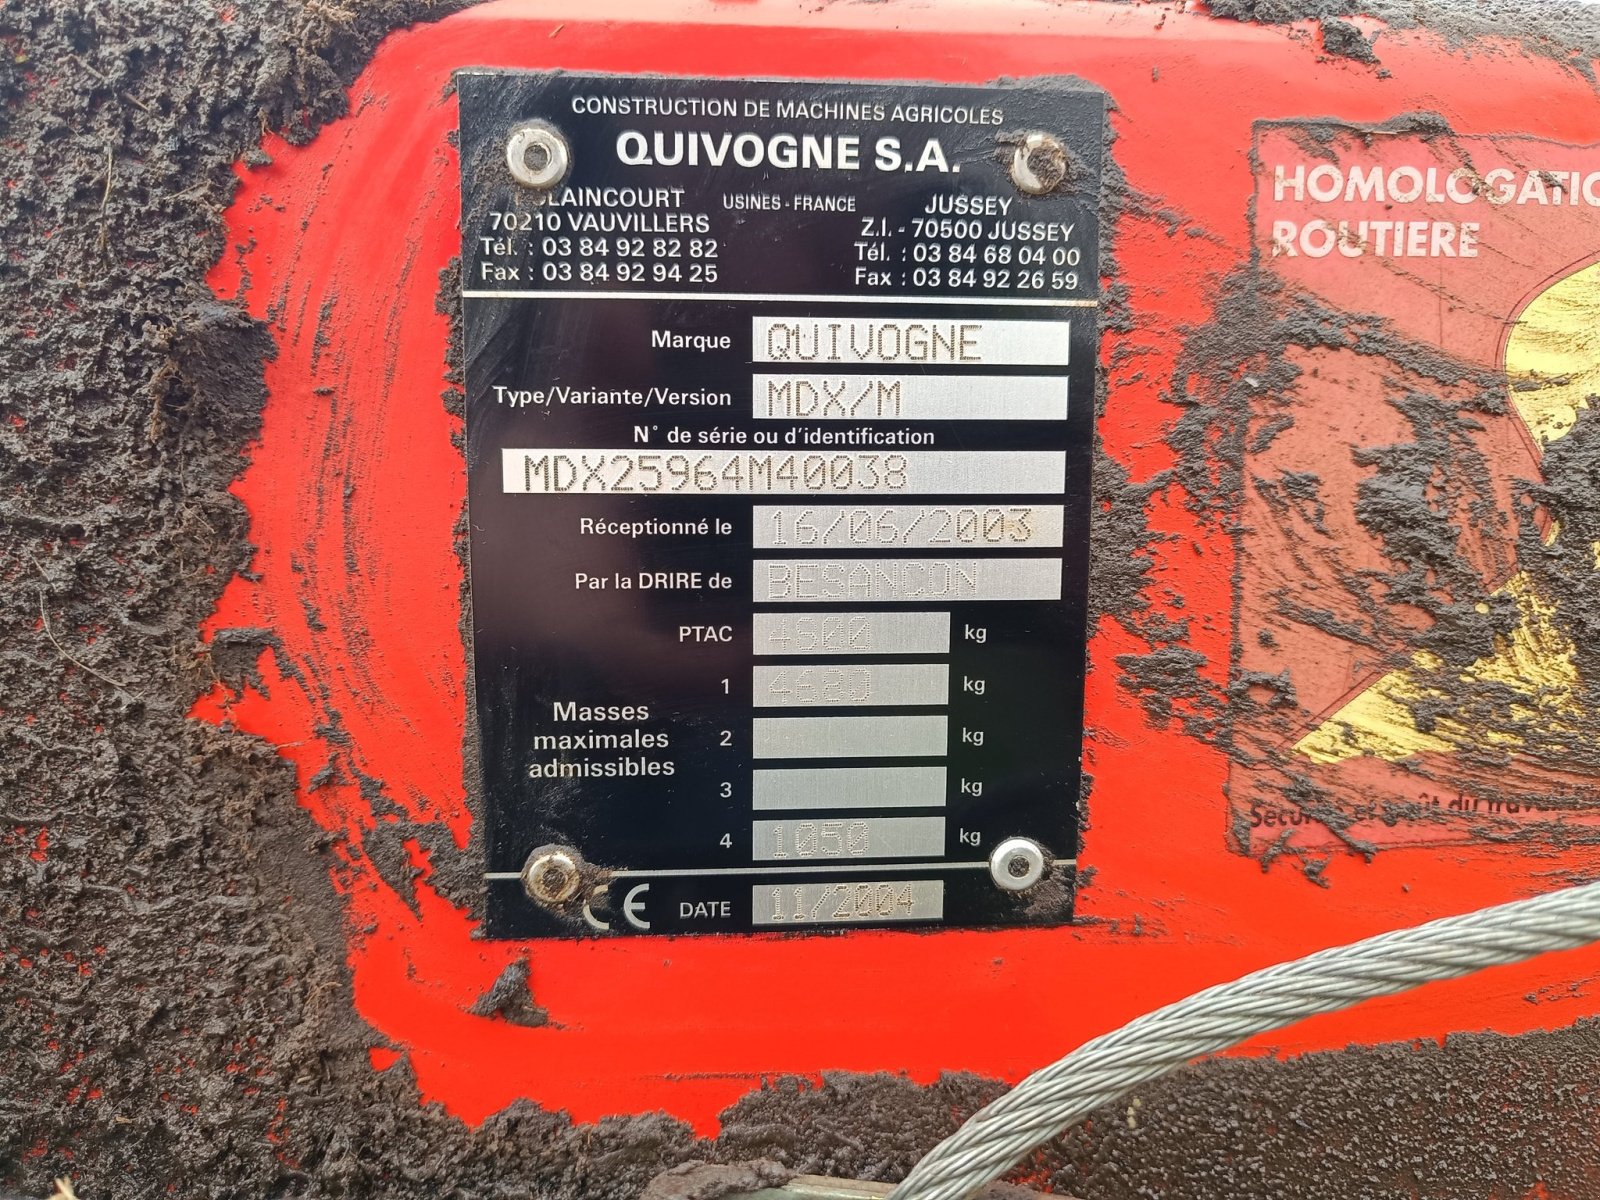 CONSTRUCTION DE MACHINES AGRICOLES
QUIVOGNE S.A.
USINES - FRANCE
70210 VAUVILLERS
Tél. : 03 84 92 82 82
Fax : 03 84 92 94 25
JUSSEY
Z.I. - 70500 JUSSEY
Tél. : 03 84 68 04 00
Fax : 03 84 92 26 59
Marque QUIVOGNE
Type/Variante/Version MDX/M
N° de série ou d'identification
MDX25964M40038
Réceptionné le 16/06/2003
Par la DRIRE de BESANCON
PTAC 4500 kg
Masses maximales admissibles
1 4680 kg
2 kg
3 kg
4 1050 kg
CE DATE 11/2004
ROUTIERE
du